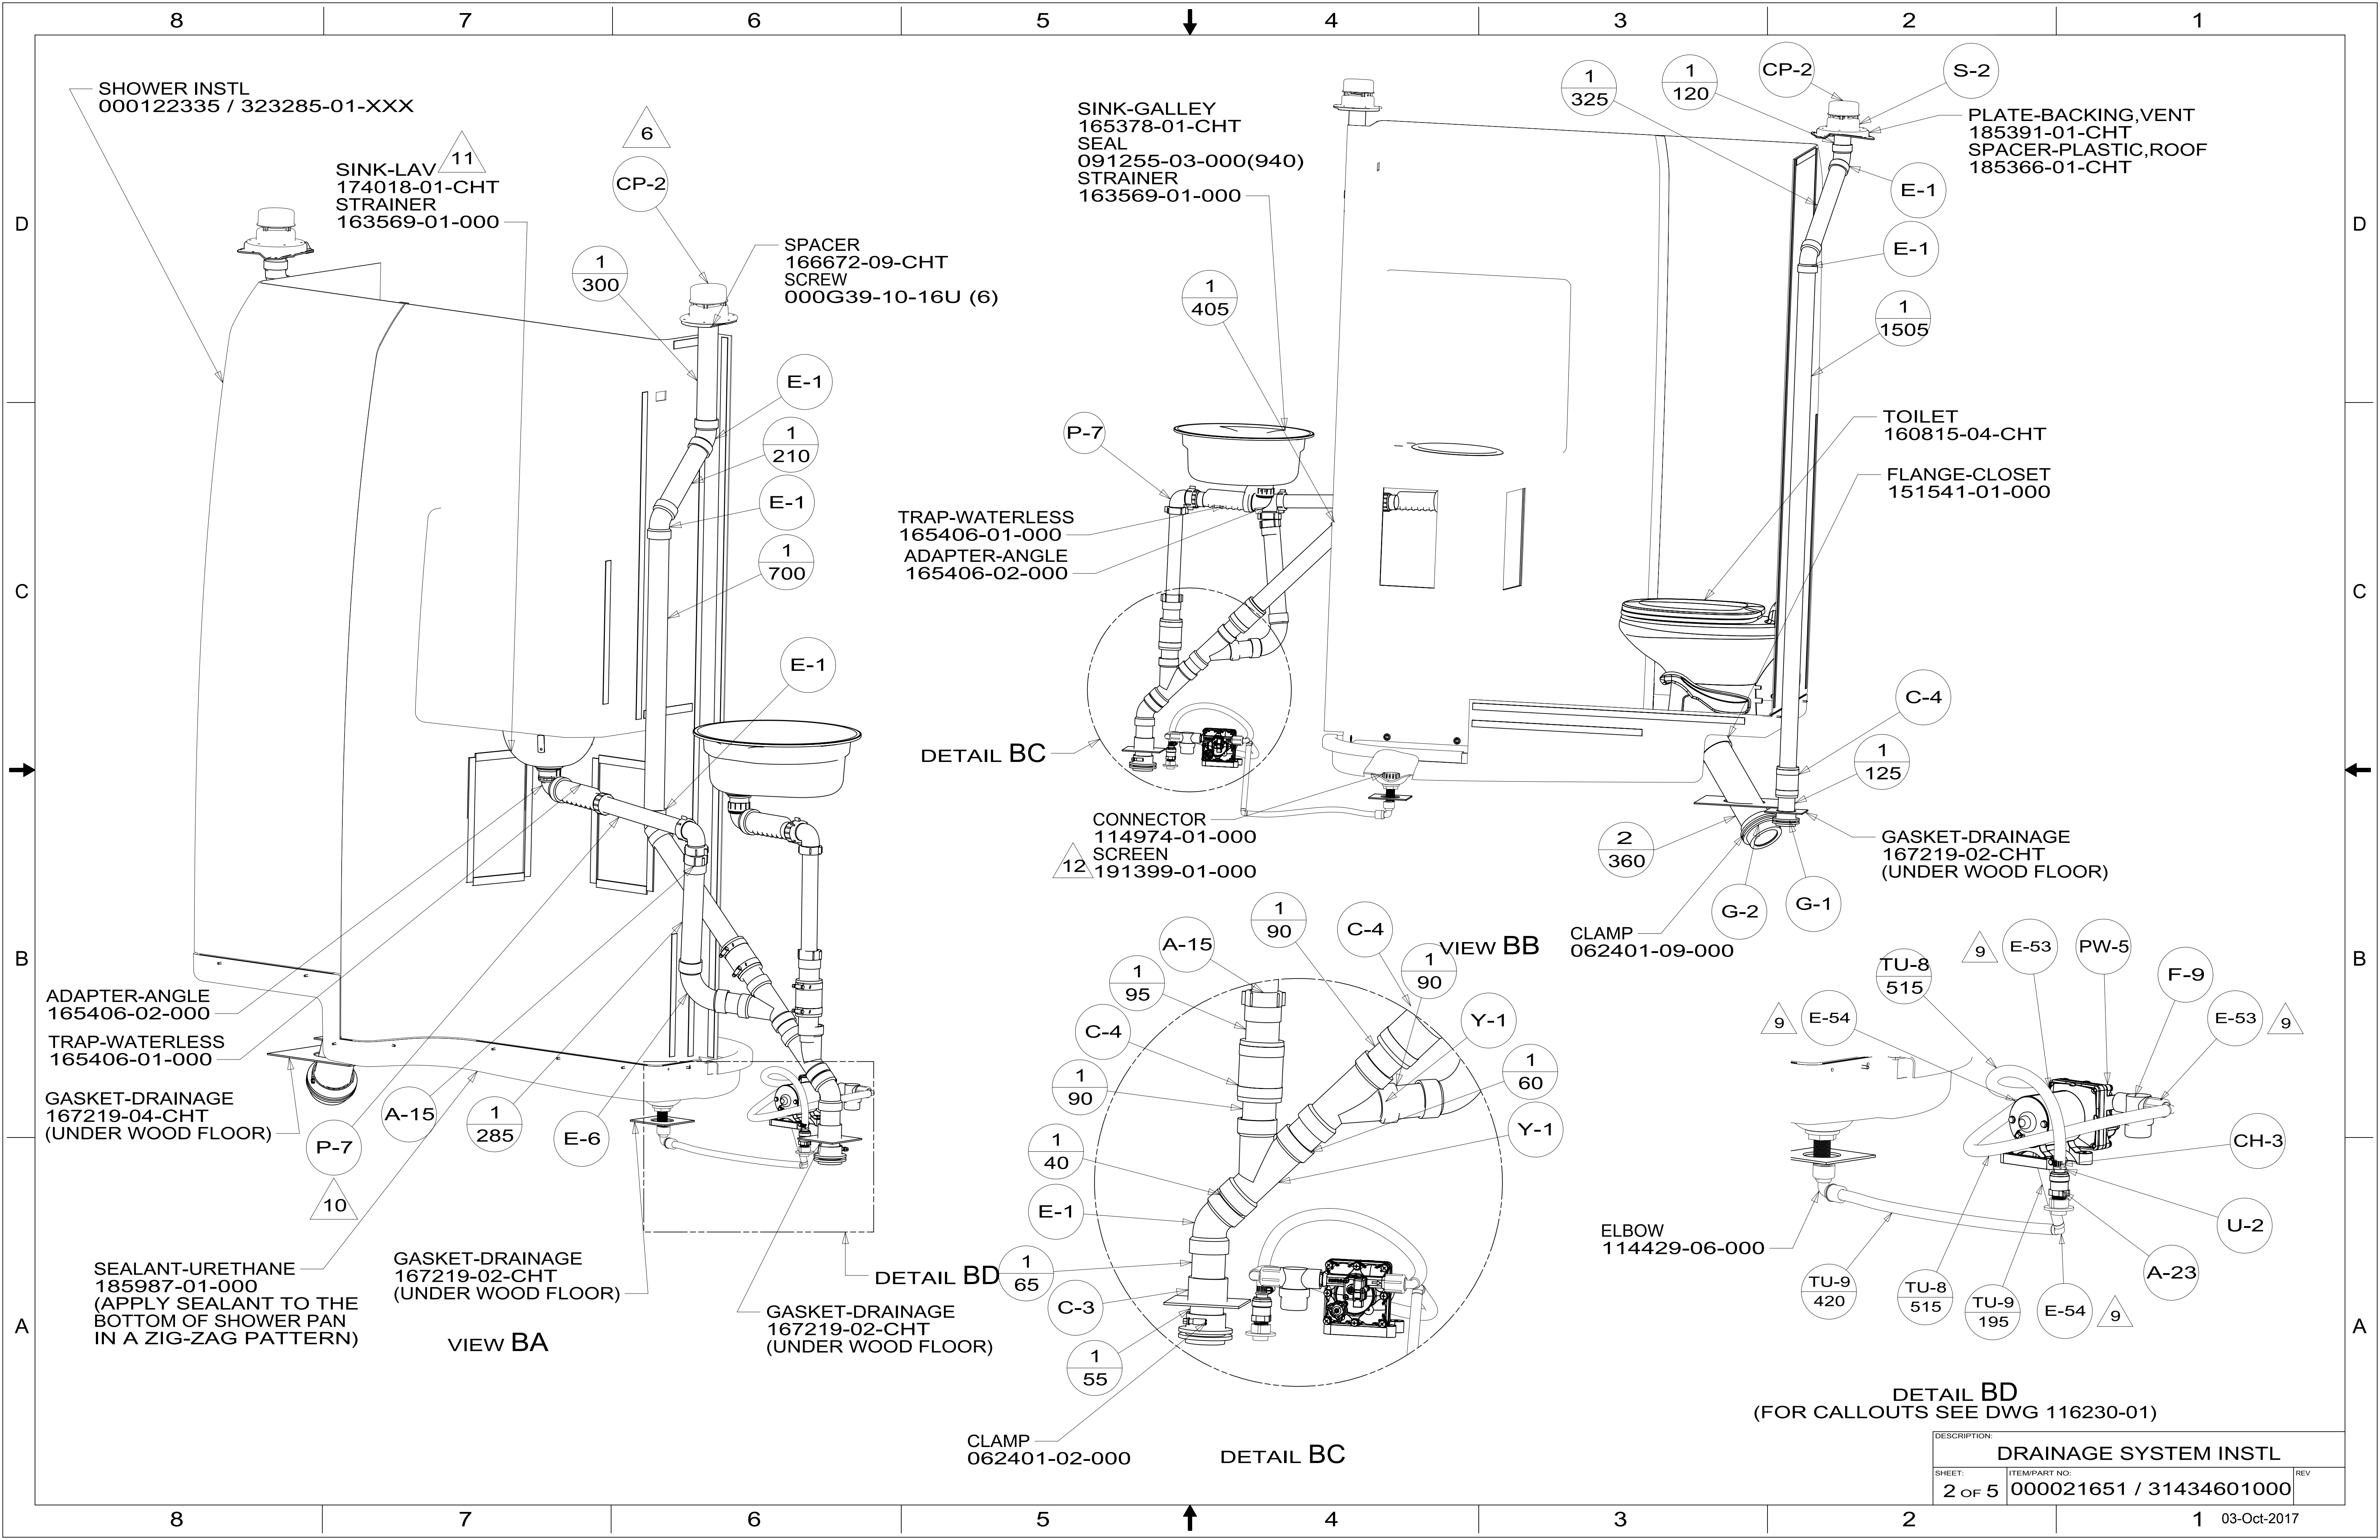 8 7 6 5 4 3 2 1
D
C
B
A
SHOWER INSTL
000122335 / 323285-01-XXX
SINK-LAV
11
174018-01-CHT
STRAINER
163569-01-000
6
CP-2
1
300
SPACER
166672-09-CHT
SCREW
000G39-10-16U (6)
E-1
1
210
E-1
1
700
E-1
ADAPTER-ANGLE
165406-02-000
TRAP-WATERLESS
165406-01-000
GASKET-DRAINAGE
167219-04-CHT
(UNDER WOOD FLOOR)
P-7
10
A-15
1
285
E-6
SEALANT-URETHANE
185987-01-000
(APPLY SEALANT TO THE
BOTTOM OF SHOWER PAN
IN A ZIG-ZAG PATTERN)
GASKET-DRAINAGE
167219-02-CHT
(UNDER WOOD FLOOR)
VIEW BA
DETAIL BD
GASKET-DRAINAGE
167219-02-CHT
(UNDER WOOD FLOOR)
SINK-GALLEY
165378-01-CHT
SEAL
091255-03-000(940)
STRAINER
163569-01-000
1
405
P-7
TRAP-WATERLESS
165406-01-000
ADAPTER-ANGLE
165406-02-000
DETAIL BC
CONNECTOR
114974-01-000
12
SCREEN
191399-01-000
1
325
1
120
CP-2
S-2
PLATE-BACKING,VENT
185391-01-CHT
SPACER-PLASTIC,ROOF
185366-01-CHT
E-1
E-1
1
1505
TOILET
160815-04-CHT
FLANGE-CLOSET
151541-01-000
C-4
1
125
GASKET-DRAINAGE
167219-02-CHT
(UNDER WOOD FLOOR)
2
360
G-2
G-1
CLAMP
062401-09-000
VIEW BB
A-15
1
90
C-4
1
90
1
95
C-4
Y-1
1
90
1
60
1
40
Y-1
E-1
1
65
C-3
1
55
CLAMP
062401-02-000
DETAIL BC
TU-8
515
9
E-53
PW-5
F-9
9
E-54
E-53
9
CH-3
U-2
ELBOW
114429-06-000
A-23
TU-9
420
TU-8
515
TU-9
195
E-54
9
DETAIL BD
(FOR CALLOUTS SEE DWG 116230-01)
DESCRIPTION:
DRAINAGE SYSTEM INSTL
SHEET:
2 OF 5
ITEM/PART NO:
000021651 / 31434601000
REV
D
C
B
A
8 7 6 5 4 3 2 1
03-Oct-2017